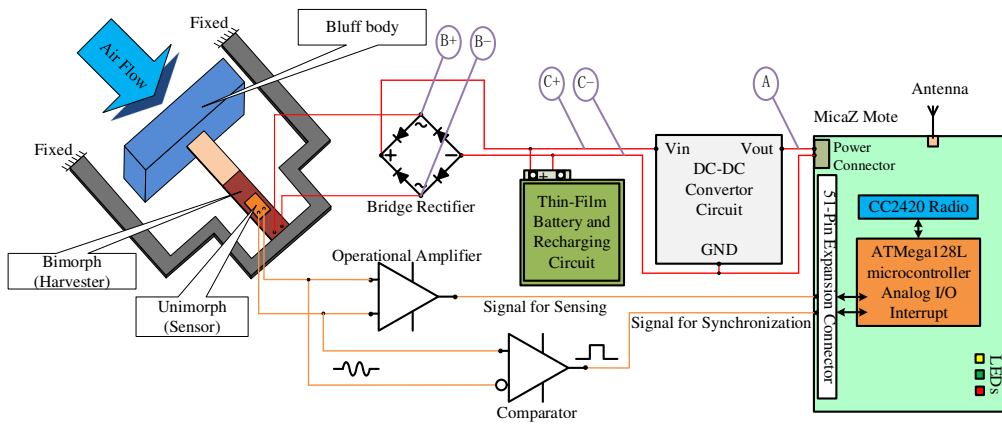 Fixed
Bluff body
Air Flow
Fixed
B+
B-
C+
C-
A
Antenna
MicaZ Mote
Vin
Vout
DC-DC
Convertor
Circuit
GND
Power
Connector
+
-
Bridge Rectifier
+
Thin-Film
Battery and
Recharging
Circuit
51-Pin Expansion Connector
CC2420 Radio
ATMega128L
microcontroller
Analog I/O
Interrupt
Bimorph
(Harvester)
Unimorph
(Sensor)
Operational Amplifier
Signal for Sensing
Signal for Synchronization
Comparator
LEDs